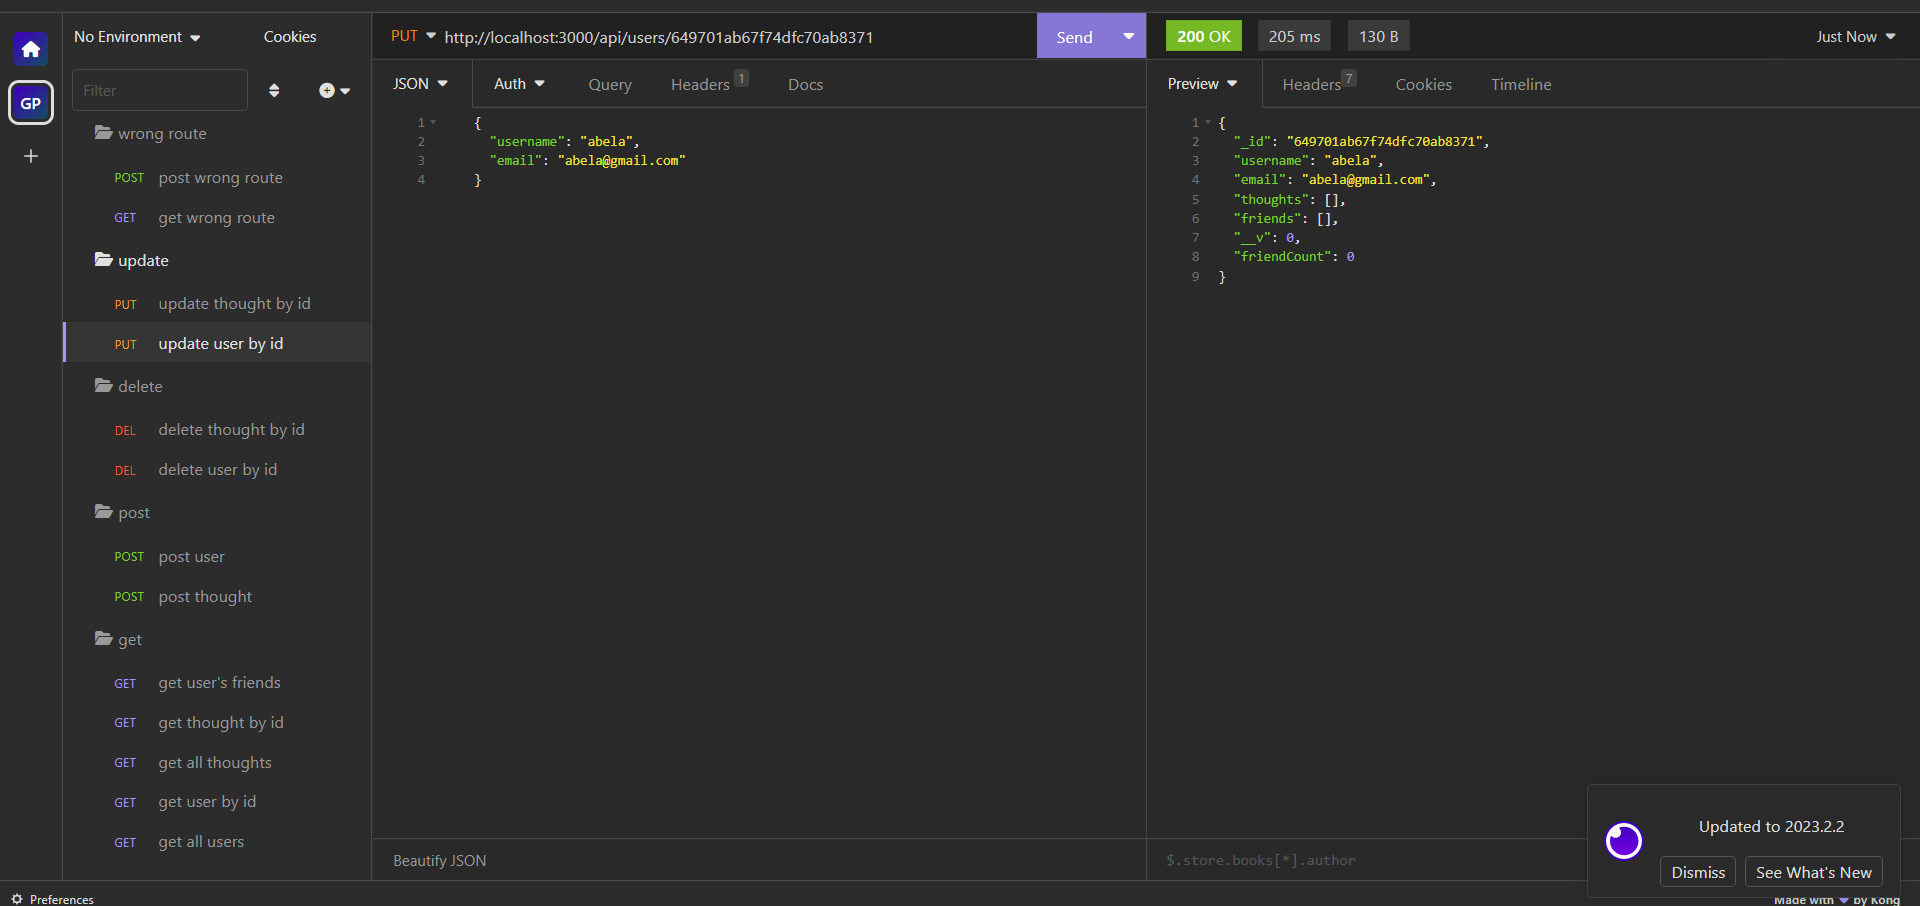 No Environment
Cookies
Filter
GP
wrong route
POST post wrong route
GET get wrong route
update
PUT update thought by id
PUT update user by id
delete
DEL delete thought by id
DEL delete user by id
post
POST post user
POST post thought
get
GET get user's friends
GET get thought by id
GET get all thoughts
GET get user by id
GET get all users
Preferences
PUT http://localhost:3000/api/users/649701ab67f74dfc70ab8371 Send
JSON Auth Query Headers 1 Docs
1 {
2 "username": "abela",
3 "email": "abela@gmail.com"
4 }
Beautify JSON
200 OK 205 ms 130 B Just Now
Preview Headers 7 Cookies Timeline
1 {
2 "_id": "649701ab67f74dfc70ab8371",
3 "username": "abela",
4 "email": "abela@gmail.com",
5 "thoughts": [],
6 "friends": [],
7 "__v": 0,
8 "friendCount": 0
9 }
$.store.books[*].author
Updated to 2023.2.2
Dismiss See What's New
Made with by Kong